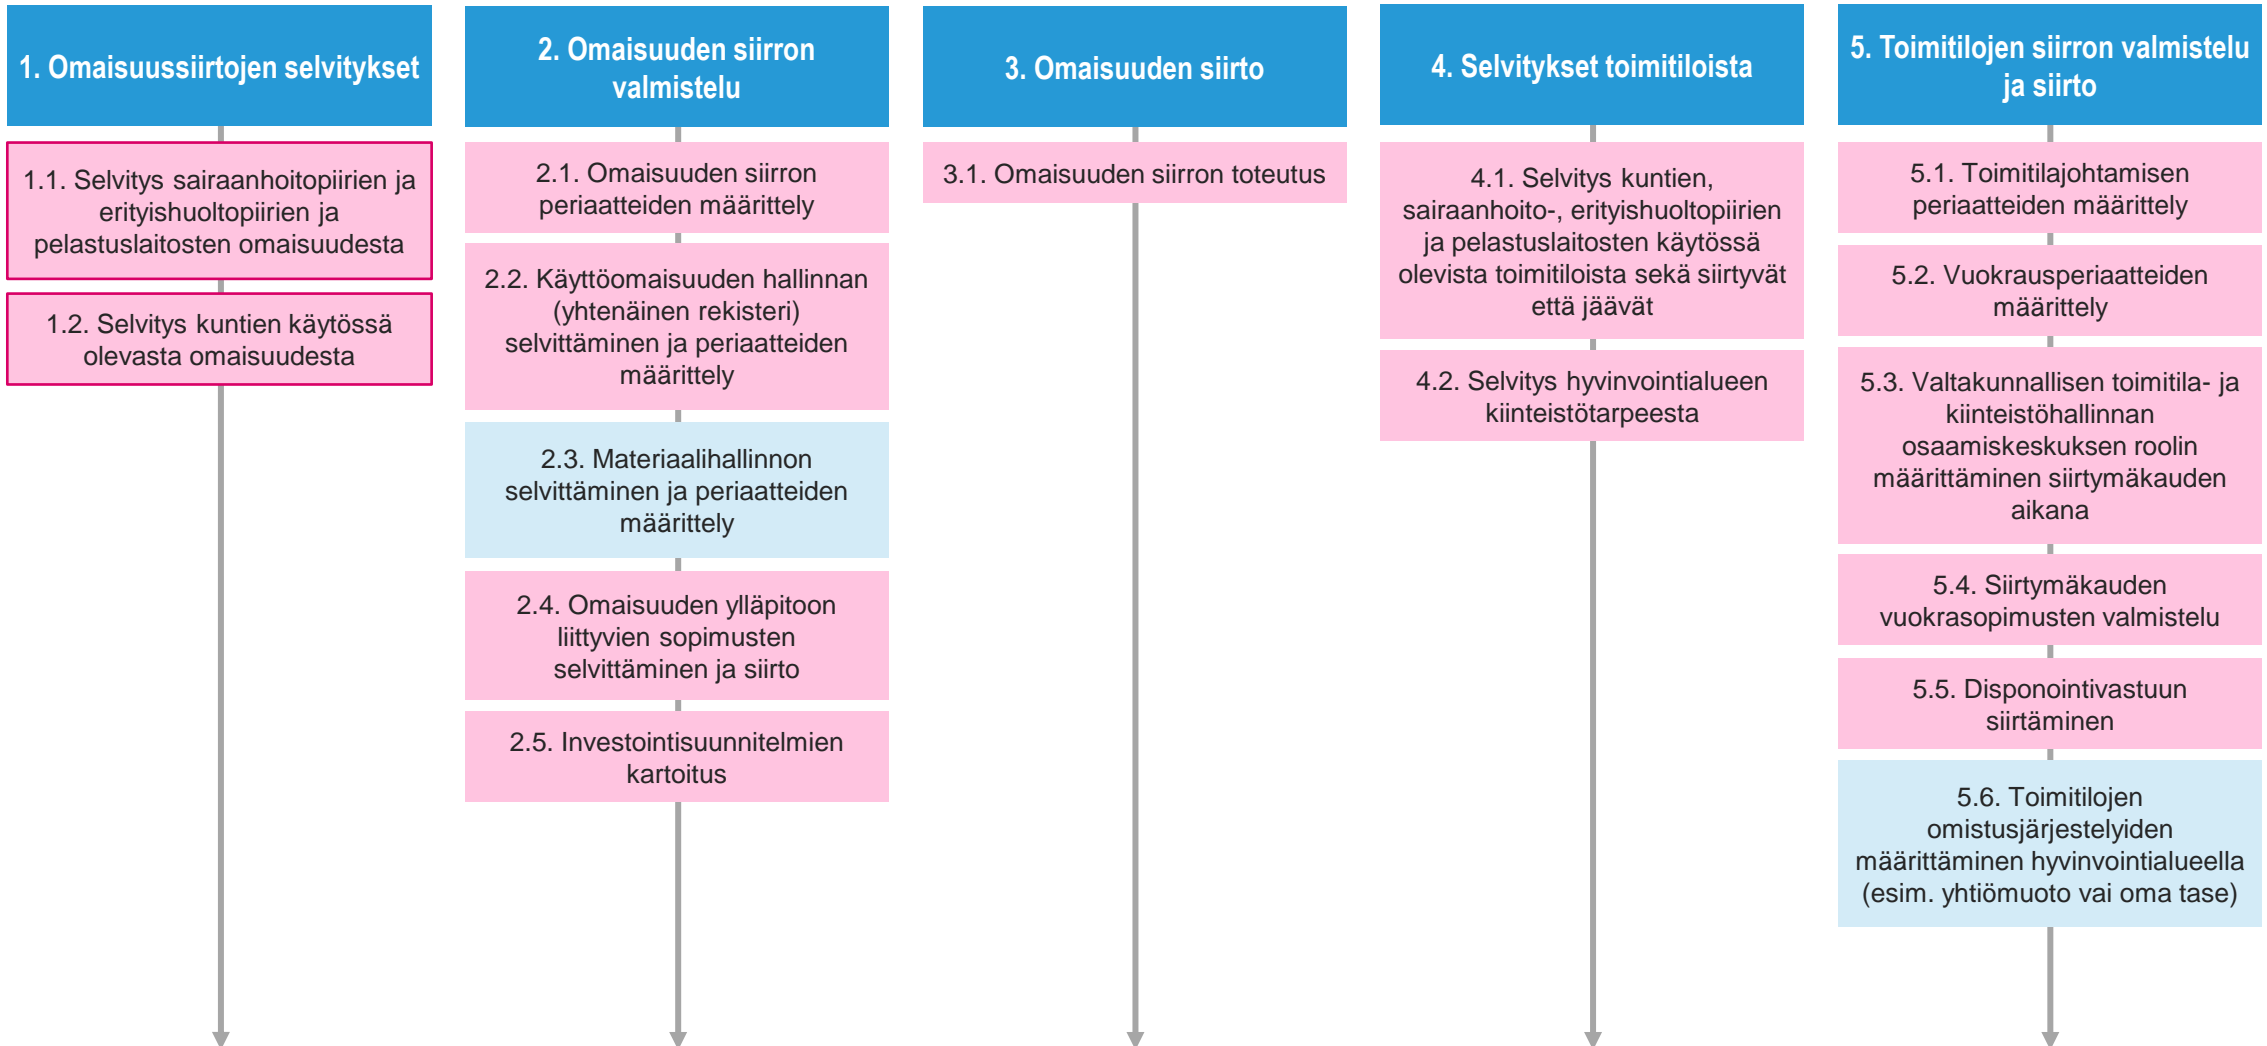 1. Omaisuussiirtojen selvitykset
1.1. Selvitys sairaanhoitopiirien ja
erityishuoltopiirien ja
pelastuslaitosten omaisuudesta
1.2. Selvitys kuntien käytössä
olevasta omaisuudesta
2. Omaisuuden siirron
valmistelu
2.1. Omaisuuden siirron
periaatteiden määrittely
2.2. Käyttöomaisuuden hallinnan
(yhtenäinen rekisteri)
selvittäminen ja periaatteiden
määrittely
2.3. Materiaalihallinnon
selvittäminen ja periaatteiden
määrittely
2.4. Omaisuuden ylläpitoon
liittyvien sopimusten
selvittäminen ja siirto
2.5. Investointisuunnitelmien
kartoitus
3. Omaisuuden siirto
3.1. Omaisuuden siirron toteutus
4. Selvitykset toimitiloista
4.1. Selvitys kuntien,
sairaanhoito-, erityishuoltopiirien
ja pelastuslaitosten käytössä
olevista toimitiloista sekä siirtyvät
että jäävät
4.2. Selvitys hyvinvointialueen
kiinteistötarpeesta
5. Toimitilojen siirron valmistelu
ja siirto
5.1. Toimitilajohtamisen
periaatteiden määrittely
5.2. Vuokrausperiaatteiden
määrittely
5.3. Valtakunnallisen toimitila- ja
kiinteistöhallinnan
osaamiskeskuksen roolin
määrittäminen siirtymäkauden
aikana
5.4. Siirtymäkauden
vuokrasopimusten valmistelu
5.5. Disponointivastuun
siirtäminen
5.6. Toimitilojen
omistusjärjestelyiden
määrittäminen hyvinvointialueella
(esim. yhtiömuoto vai oma tase)